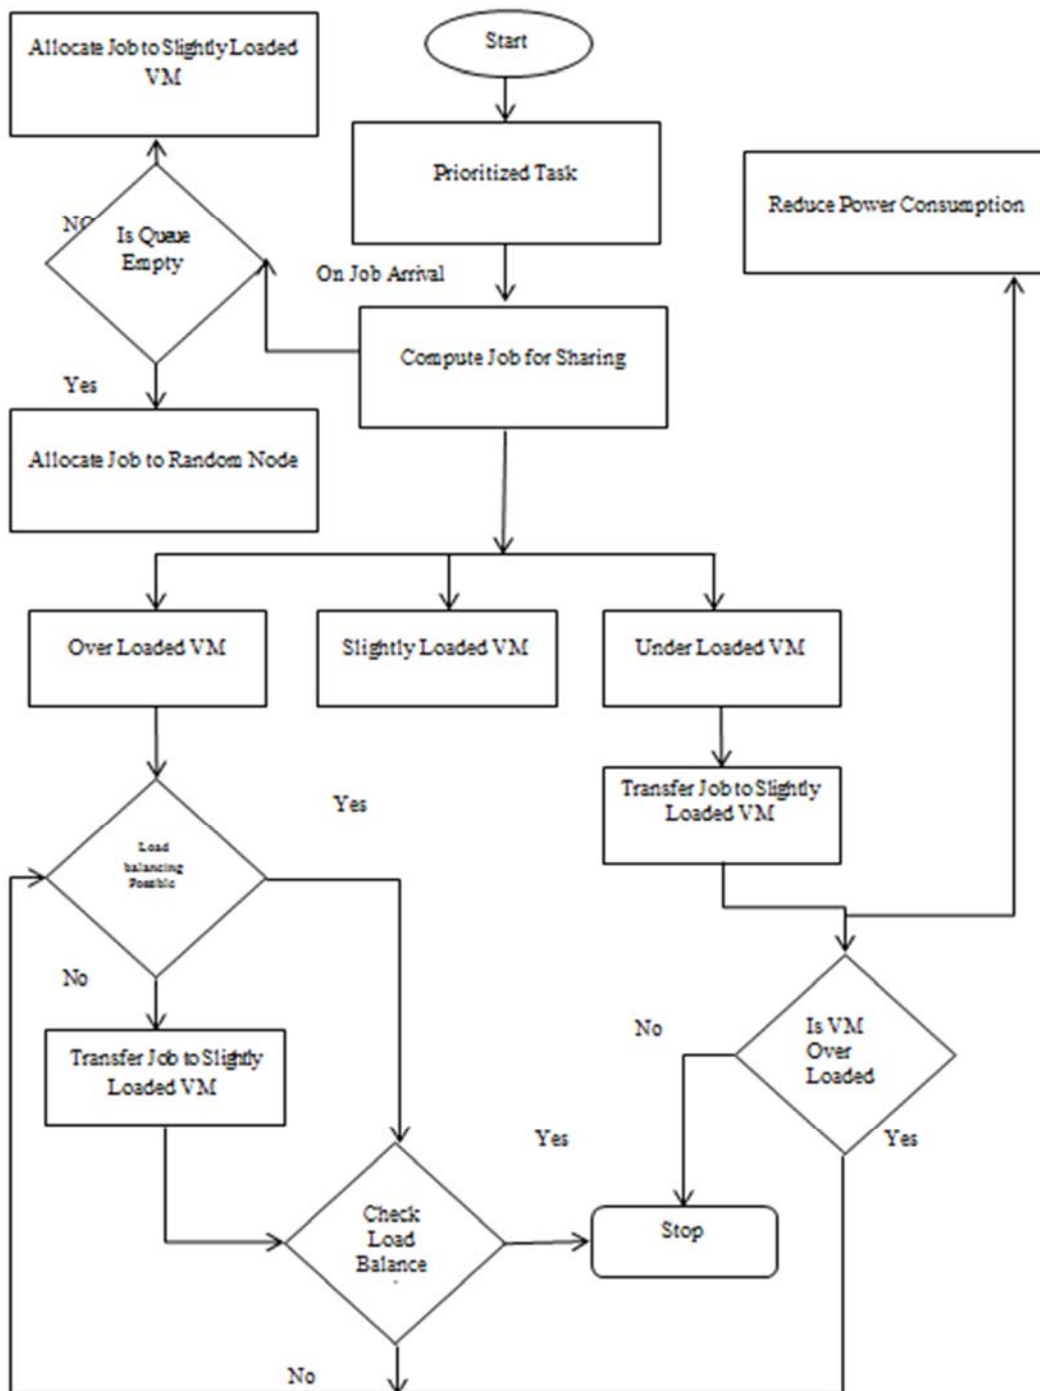 Start
Allocate Job to Slightly Loaded
VM
Prioritized Task
Reduce Power Consumption
NO
Is Queue
Empty
On Job Arrival
Compute Job for Sharing
Yes
Allocate Job to Random Node
Over Loaded VM
Slightly Loaded VM
Under Loaded VM
Transfer Job to Slightly
Loaded VM
Yes
Load
balancing
Possible
No
Transfer Job to Slightly
Loaded VM
No
Is VM
Over
Loaded
Yes
Yes
Check
Load
Balance
.
Stop
No